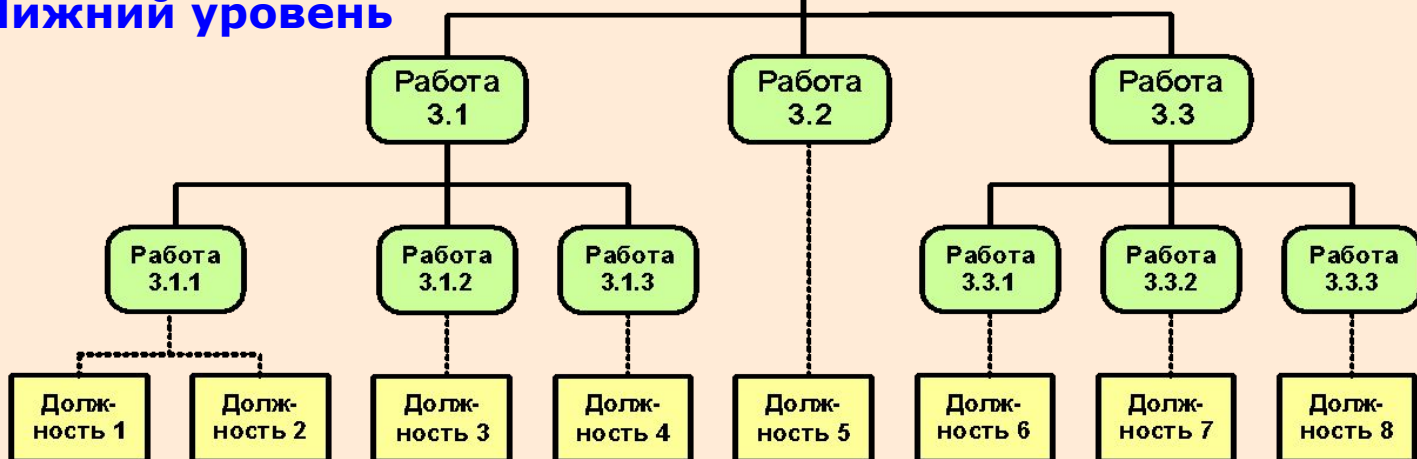 Нижний уровень
Работа
3.1
Работа
3.2
Работа
3.3
Работа
3.1.1
Работа
3.1.2
Работа
3.1.3
Работа
3.3.1
Работа
3.3.2
Работа
3.3.3
Долж-
ность 1
Долж-
ность 2
Долж-
ность 3
Долж-
ность 4
Долж-
ность 5
Долж-
ность 6
Долж-
ность 7
Долж-
ность 8